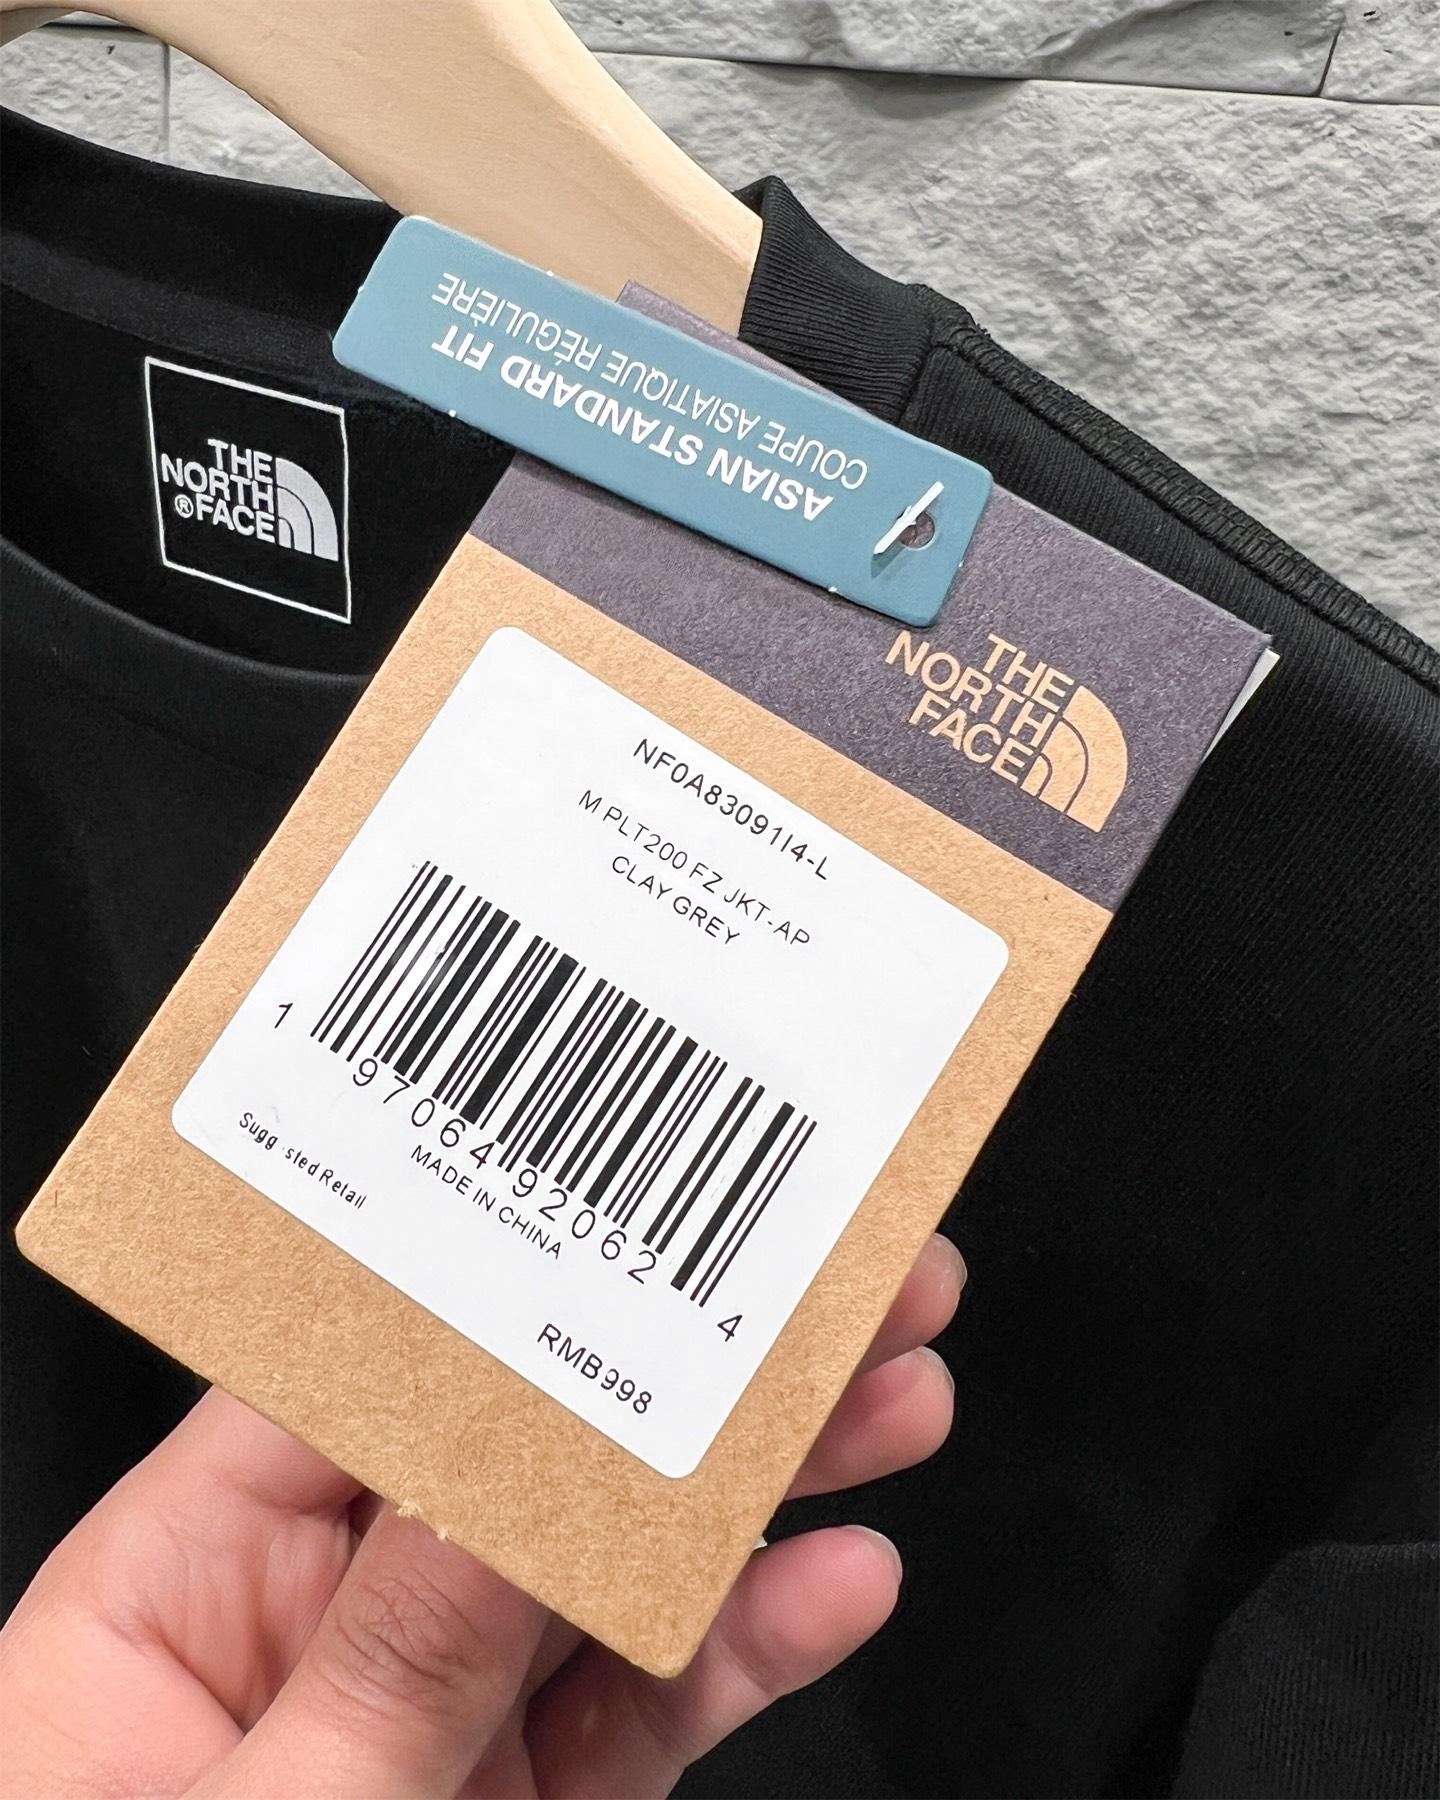 COUPE ASIATIQUE RÉGULIÈRE
ASIAN STANDARD FIT
THE
NORTH
®FACE
THE
NORTH
FACE
NF0A83091I4-L
M PLT200 FZ JKT-AP
CLAY GREY
1 97064 92062 4
MADE IN CHINA
Sugg sted Retail
RMB998